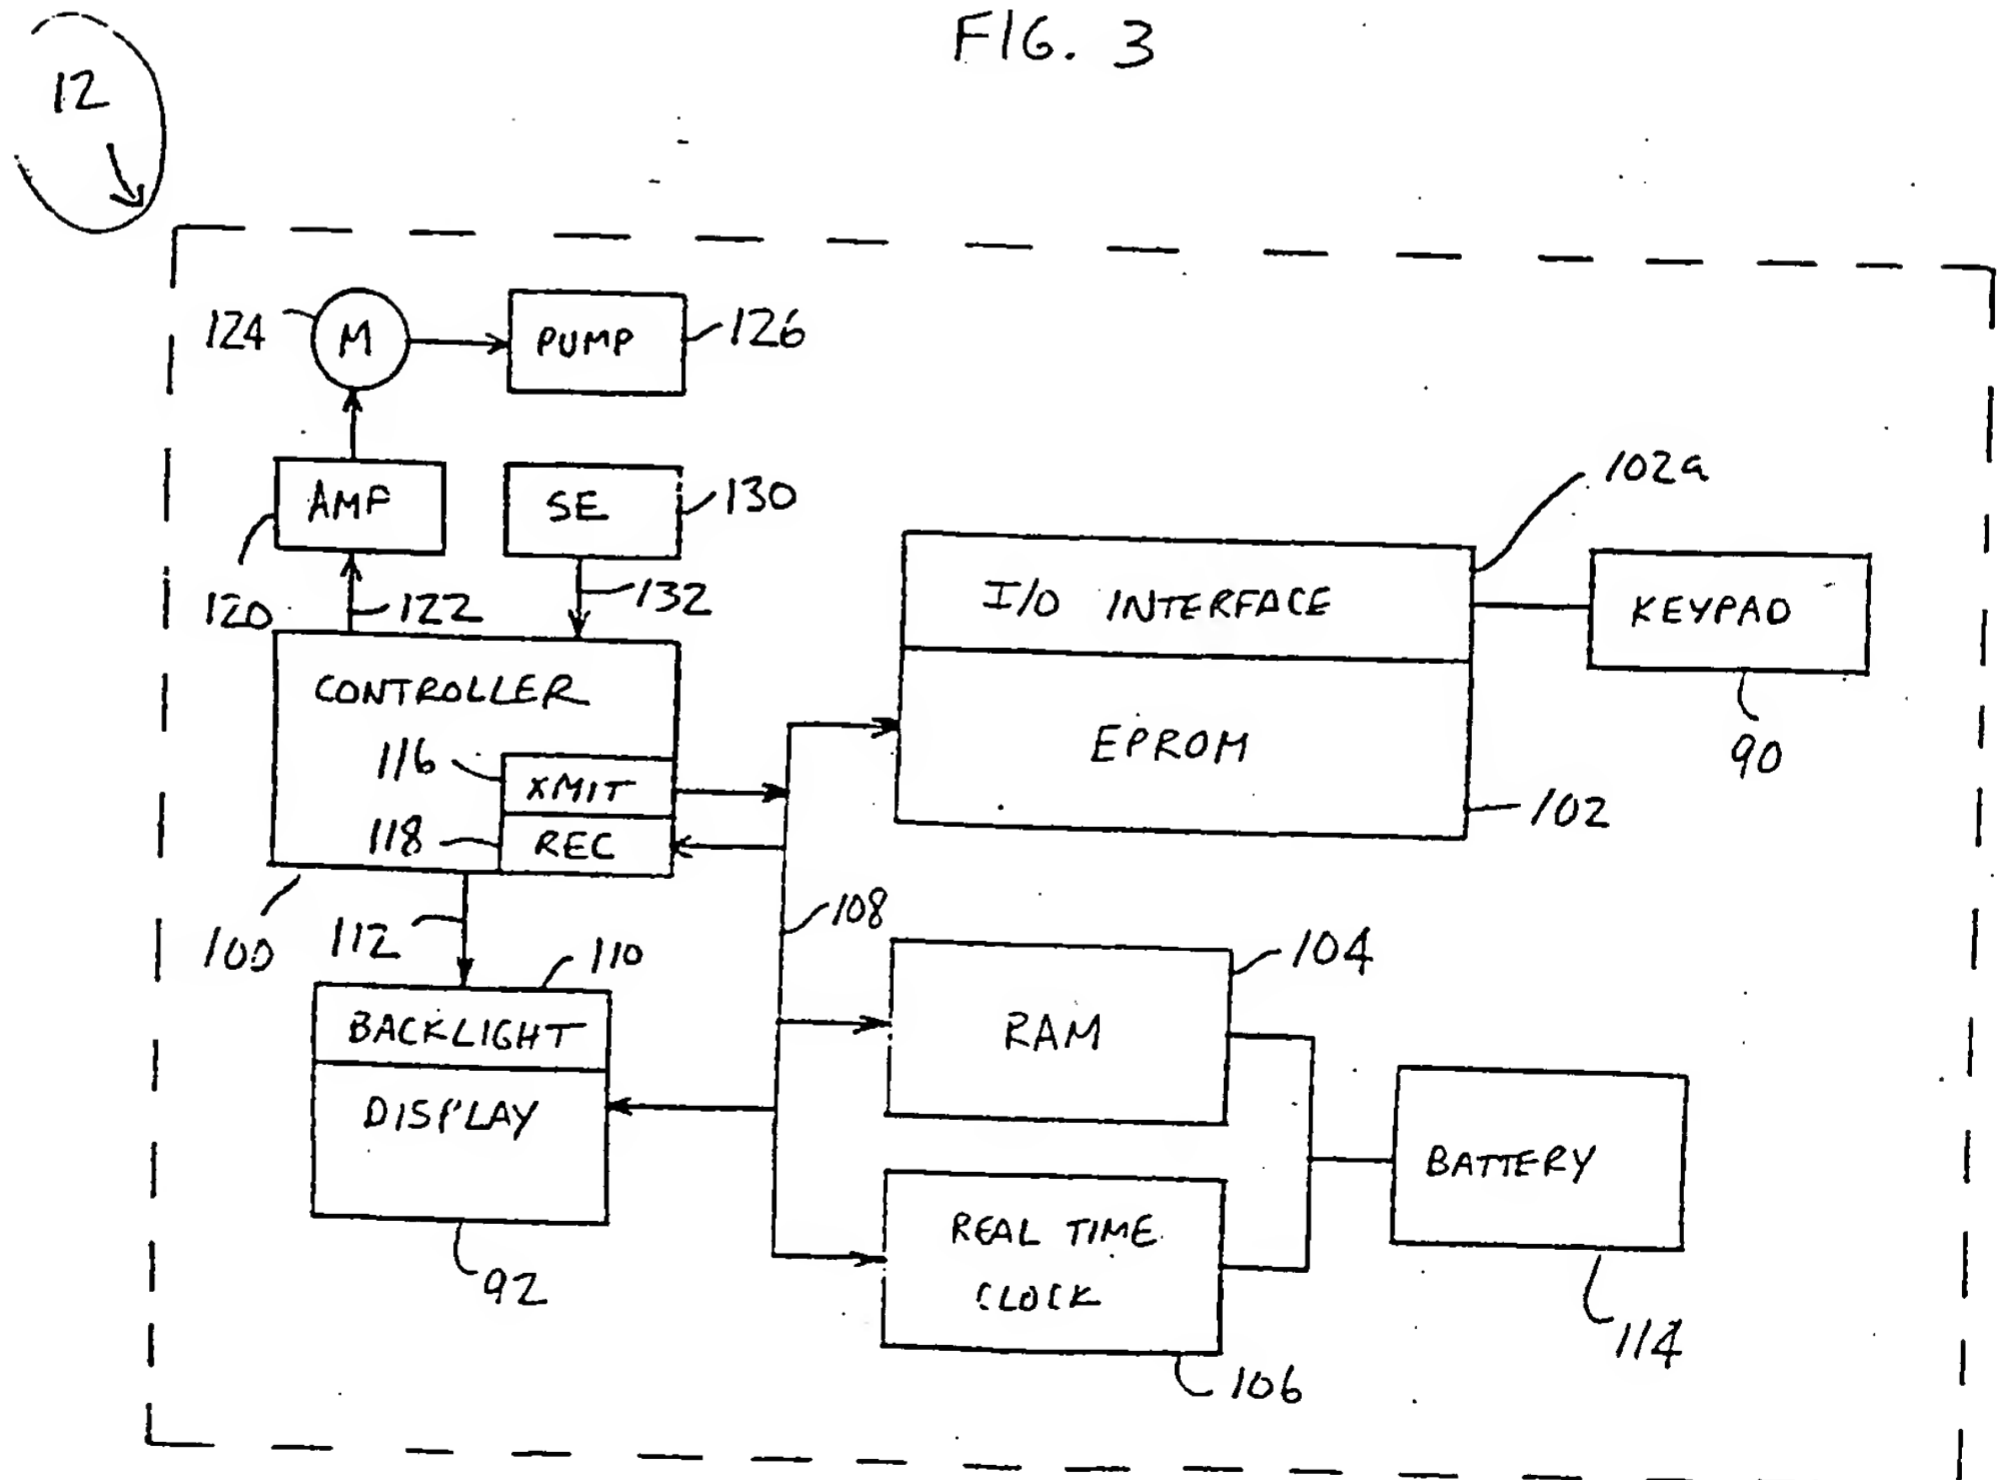 FIG. 3
12
124
M
PUMP
126
AMP
SE
130
102a
120
122
132
I/O INTERFACE
KEYPAD
90
CONTROLLER
116
XMIT
118
REC
EPROM
102
100
112
108
110
104
BACKLIGHT
RAM
DISPLAY
BATTERY
92
REAL TIME
CLOCK
114
106